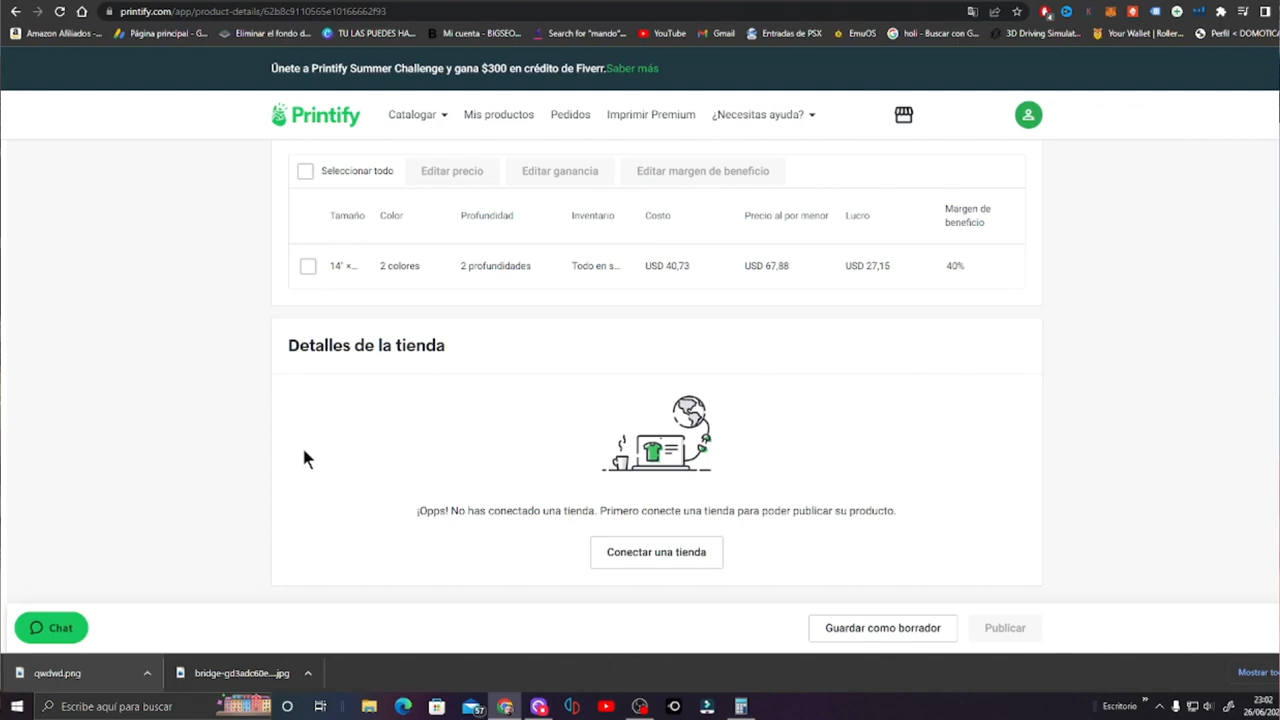 printify.com/app/product-details/62b8c9110565e10166662f93
Amazon Afiliados -... Página principal - G... Eliminar el fondo d... TU LAS PUEDES HA... Mi cuenta - BIGSEO... Search for "mando"... YouTube Gmail Entradas de PSX EmuOS holi - Buscar con G... 3D Driving Simulat... Your Wallet | Roller... Perfil < DOMOTICA
Únete a Printify Summer Challenge y gana $300 en crédito de Fiverr.Saber más
Printify Catalogar Mis productos Pedidos Imprimir Premium ¿Necesitas ayuda?
Seleccionar todo Editar precio Editar ganancia Editar margen de beneficio
Tamaño Color Profundidad Inventario Costo Precio al por menor Lucro Margen de
beneficio
14" ×... 2 colores 2 profundidades Todo en s... USD 40,73 USD 67,88 USD 27,15 40%
Detalles de la tienda
¡Opps! No has conectado una tienda. Primero conecte una tienda para poder publicar su producto.
Conectar una tienda
Chat Guardar como borrador Publicar
qwdwd.png bridge-gd3adc60e....jpg Mostrar to
Escribe aquí para buscar 57 Escritorio 23:02
26/06/202